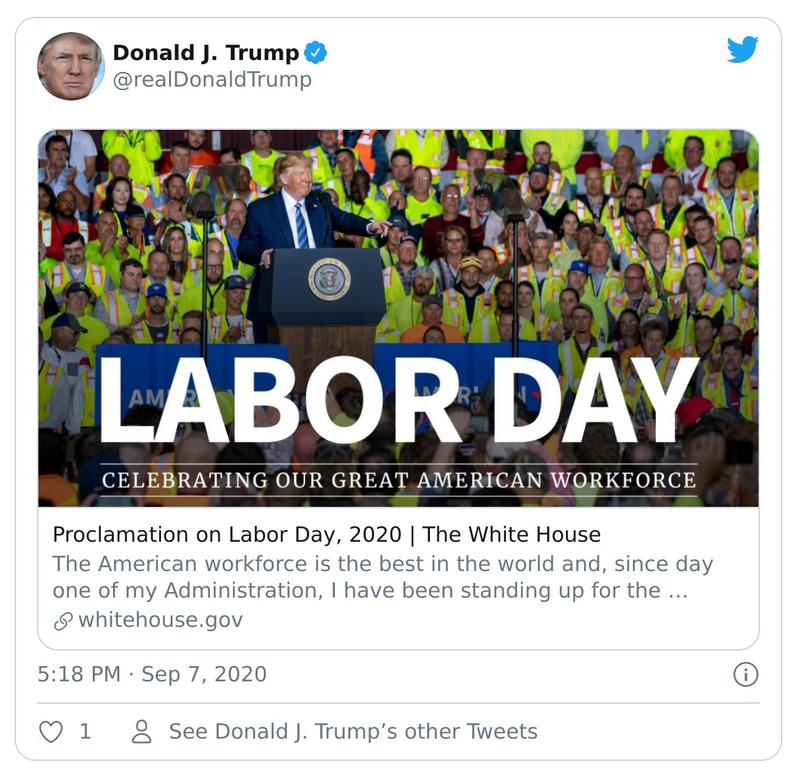 Donald J. Trump
@realDonaldTrump
LABOR DAY
CELEBRATING OUR GREAT AMERICAN WORKFORCE
Proclamation on Labor Day, 2020 | The White House
The American workforce is the best in the world and, since day
one of my Administration, I have been standing up for the ...
whitehouse.gov
5:18 PM · Sep 7, 2020
1
See Donald J. Trump’s other Tweets